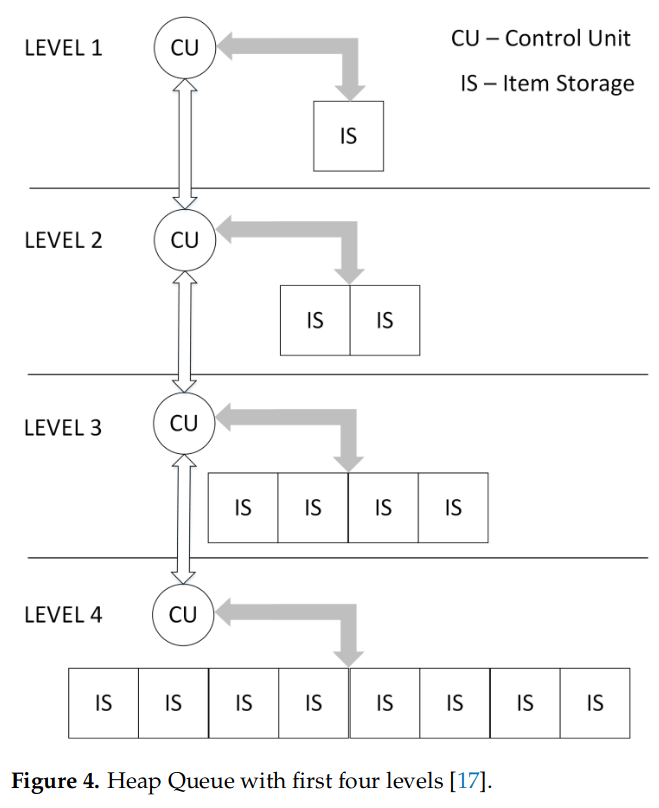 LEVEL 1
CU
CU – Control Unit
IS – Item Storage
IS
LEVEL 2
CU
IS IS
LEVEL 3
CU
IS IS IS IS
LEVEL 4
CU
IS IS IS IS IS IS IS IS
Figure 4. Heap Queue with first four levels [17].